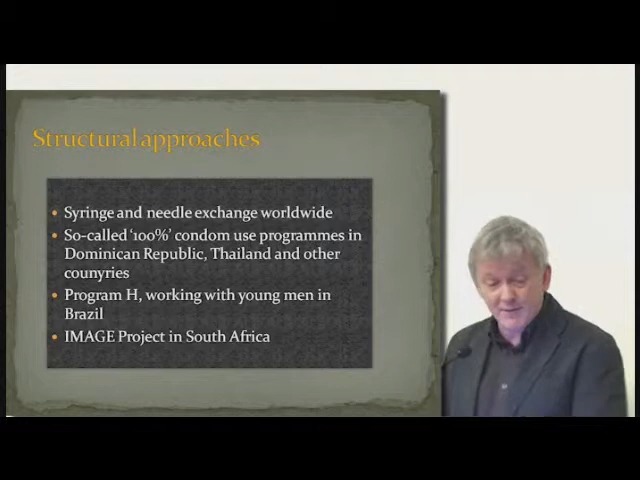 Structural approaches
• Syringe and needle exchange worldwide
• So-called ‘100%’ condom use programmes in
Dominican Republic, Thailand and other
counyries
• Program H, working with young men in
Brazil
• IMAGE Project in South Africa